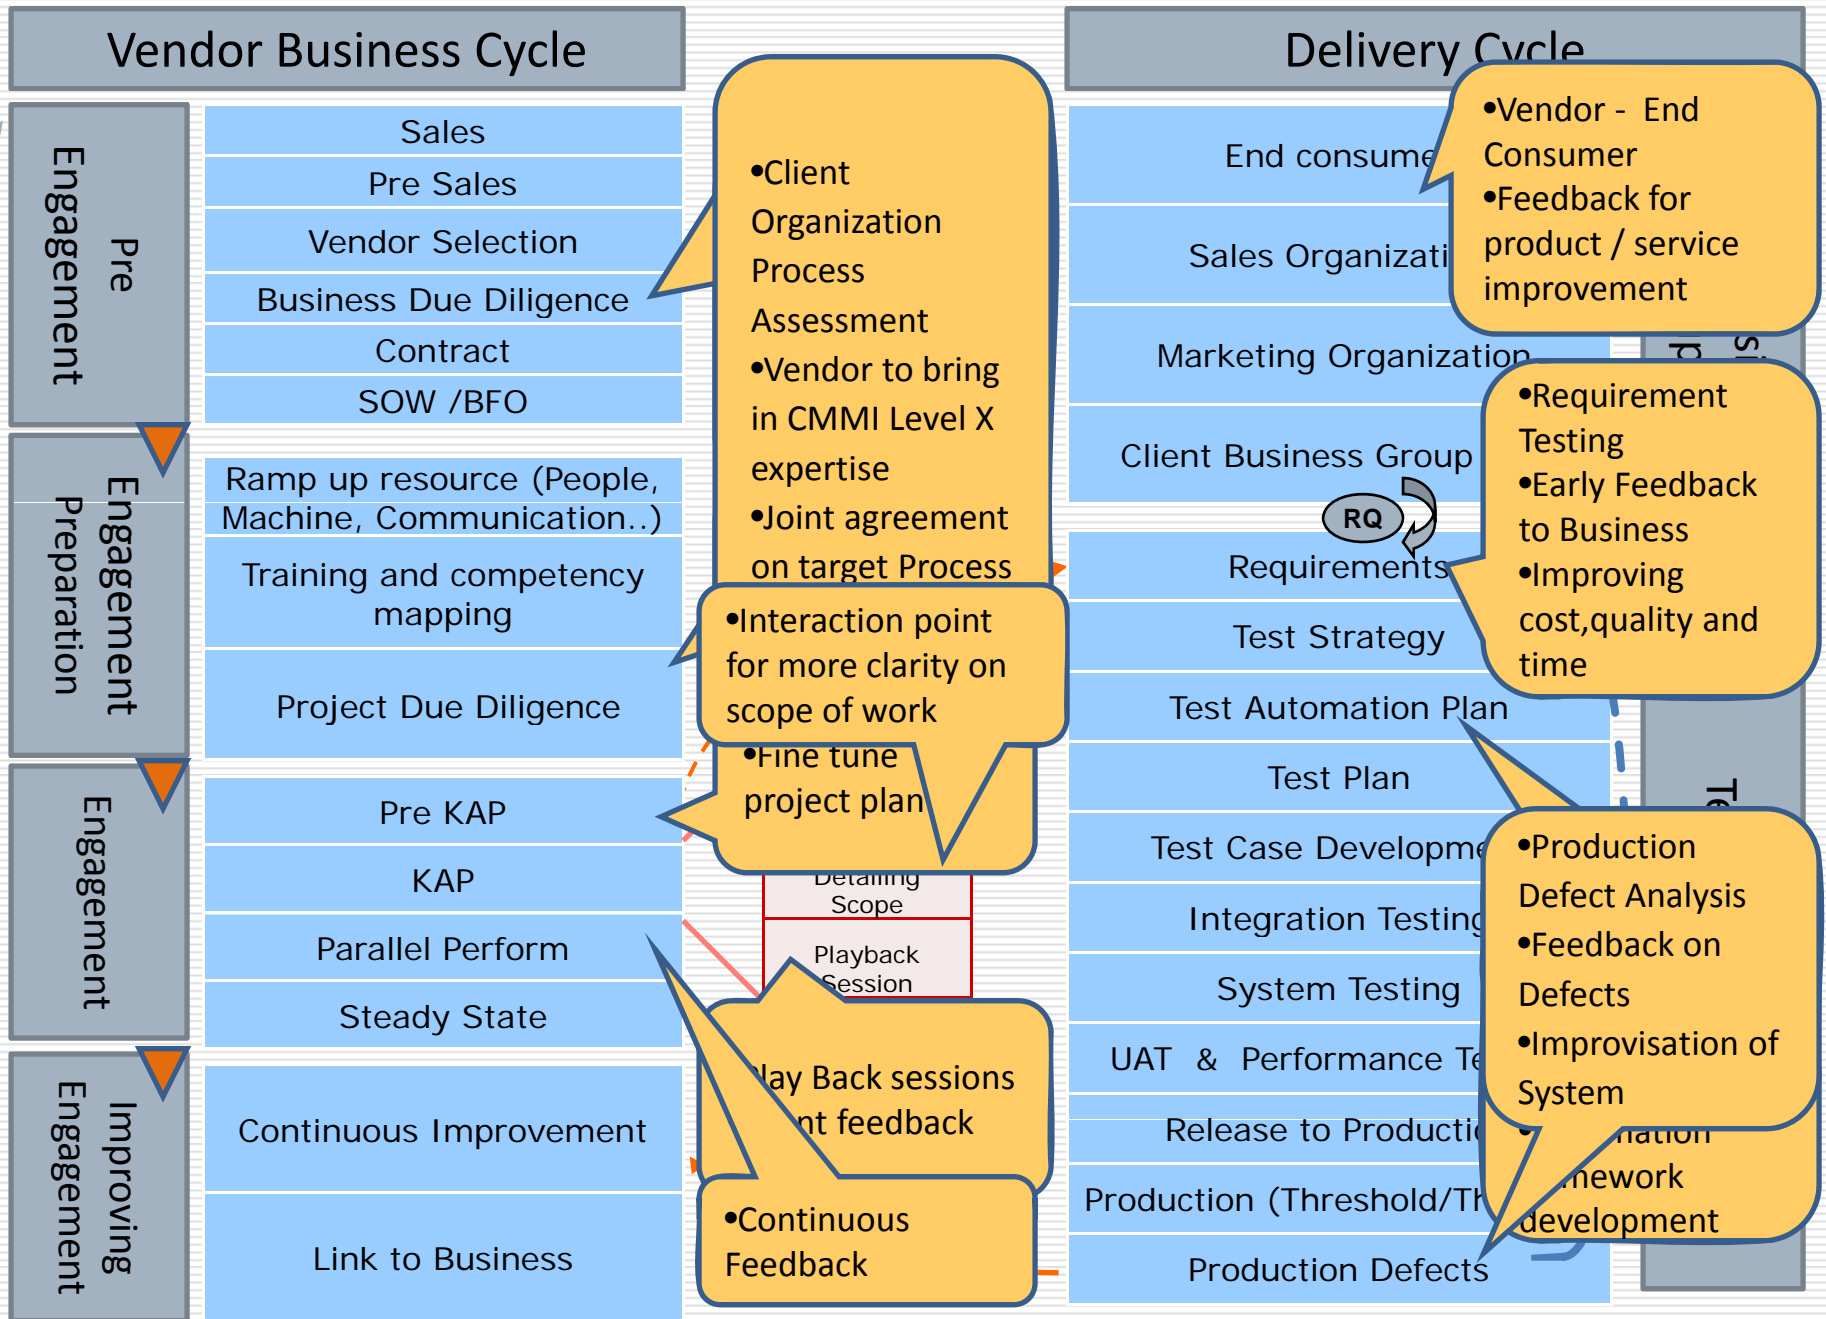 Vendor Business Cycle
Pre
Engagement
Sales
Pre Sales
Vendor Selection
Business Due Diligence
Contract
SOW /BFO
Engagement
Preparation
Ramp up resource (People,
Machine, Communication..)
Training and competency
mapping
Project Due Diligence
Engagement
Pre KAP
KAP
Parallel Perform
Steady State
Improving
Engagement
Continuous Improvement
Link to Business
•Client
Organization
Process
Assessment
•Vendor to bring
in CMMI Level X
expertise
•Joint agreement
on target Process
•Interaction point
for more clarity on
scope of work
•Fine tune
project plan
Detailing
Scope
Playback
Session
Play Back sessions
feedback
•Continuous
Feedback
Delivery Cycle
End consume
Sales Organizati
Marketing Organization
Client Business Group
RQ
Requirements
Test Strategy
Test Automation Plan
Test Plan
Test Case Developme
Integration Testing
System Testing
UAT & Performance Te
Release to Producti
Production (Threshold/Th
Production Defects
•Vendor - End
Consumer
•Feedback for
product / service
improvement
•Requirement
Testing
•Early Feedback
to Business
•Improving
cost,quality and
time
•Production
Defect Analysis
•Feedback on
Defects
•Improvisation of
System
development